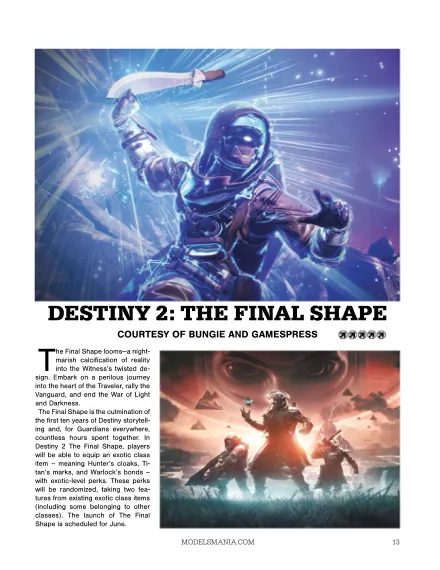 DESTINY 2: THE FINAL SHAPE
COURTESY OF BUNGIE AND GAMESPRESS
The Final Shape looms–a night-
marish calcification of reality
into the Witness's twisted de-
sign. Embark on a perilous journey
into the heart of the Traveler, rally the
Vanguard, and end the War of Light
and Darkness.
The Final Shape is the culmination of
the first ten years of Destiny storytell-
ing and, for Guardians everywhere,
countless hours spent together. In
Destiny 2 The Final Shape, players
will be able to equip an exotic class
item – meaning Hunter's cloaks, Ti-
tan's marks, and Warlock's bonds –
with exotic-level perks. These perks
will be randomized, taking two fea-
tures from existing exotic class items
(including some belonging to other
classes). The launch of The Final
Shape is scheduled for June.
MODELSMANIA.COM
13